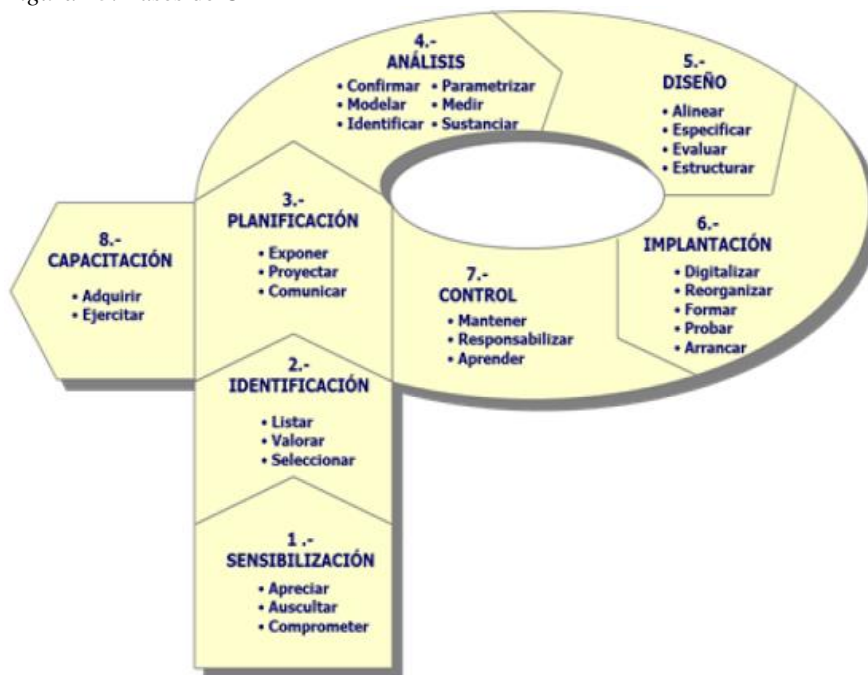 4.-
ANÁLISIS
• Confirmar • Parametrizar
• Modelar • Medir
• Identificar • Sustanciar
5.-
DISEÑO
• Alinear
• Especificar
• Evaluar
• Estructurar
3.-
PLANIFICACIÓN
• Exponer
• Proyectar
• Comunicar
8.-
CAPACITACIÓN
• Adquirir
• Ejercitar
6.-
IMPLANTACIÓN
• Digitalizar
• Reorganizar
• Formar
• Probar
• Arrancar
7.-
CONTROL
• Mantener
• Responsabilizar
• Aprender
2.-
IDENTIFICACIÓN
• Listar
• Valorar
• Seleccionar
1 .-
SENSIBILIZACIÓN
• Apreciar
• Auscultar
• Comprometer